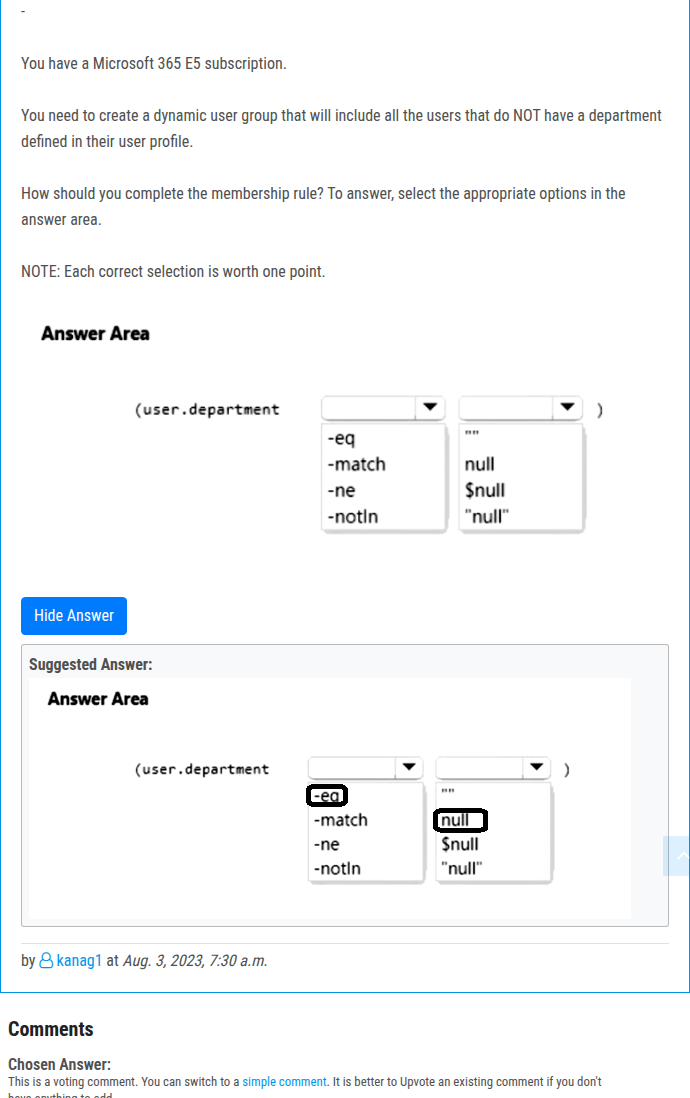 -
You have a Microsoft 365 E5 subscription.
You need to create a dynamic user group that will include all the users that do NOT have a department
defined in their user profile.
How should you complete the membership rule? To answer, select the appropriate options in the
answer area.
NOTE: Each correct selection is worth one point.
Answer Area
(user.department )
-eq ""
-match null
-ne $null
-notIn "null"
Hide Answer
Suggested Answer:
Answer Area
(user.department )
-eq ""
-match null
-ne $null
-notIn "null"
by kanag1 at Aug. 3, 2023, 7:30 a.m.
Comments
Chosen Answer:
This is a voting comment. You can switch to a simple comment. It is better to Upvote an existing comment if you don't
have anything to add